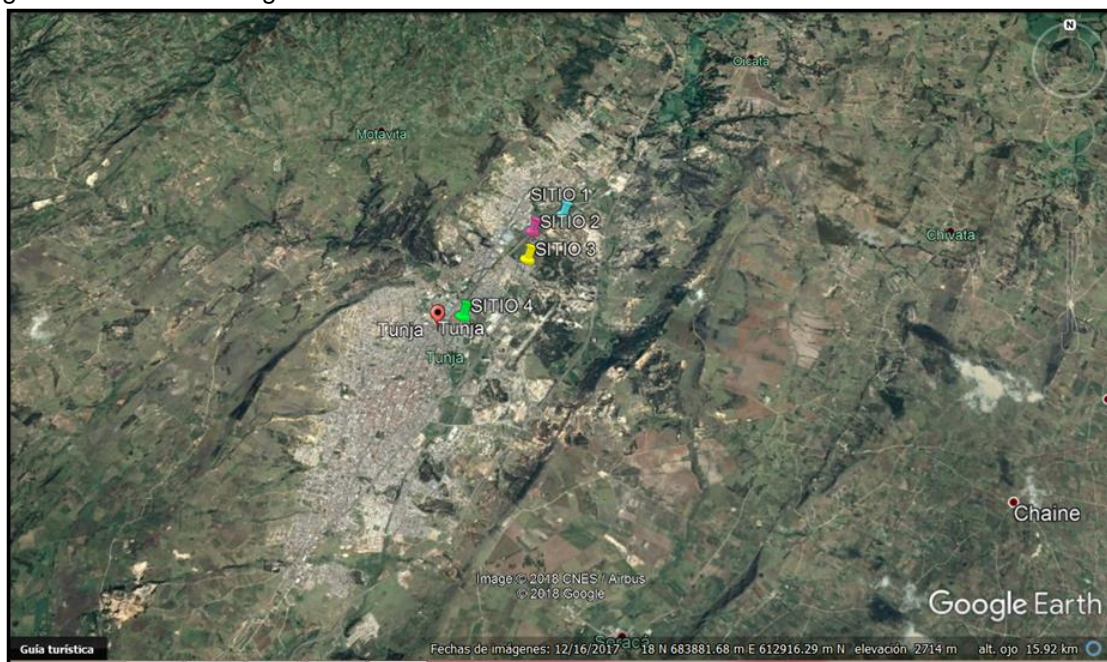 N
Oicatá
Motavita
SITIO 1
SITIO 2
Chivata
SITIO 3
SITIO 4
Tunja Tunja
Tunja
Chaine
Image © 2018 CNES / Airbus
© 2018 Google
Google Earth
Soracá
Guía turística
Fechas de imágenes: 12/16/2017 18 N 683881.68 m E 612916.29 m N elevación 2714 m alt. ojo 15.92 km